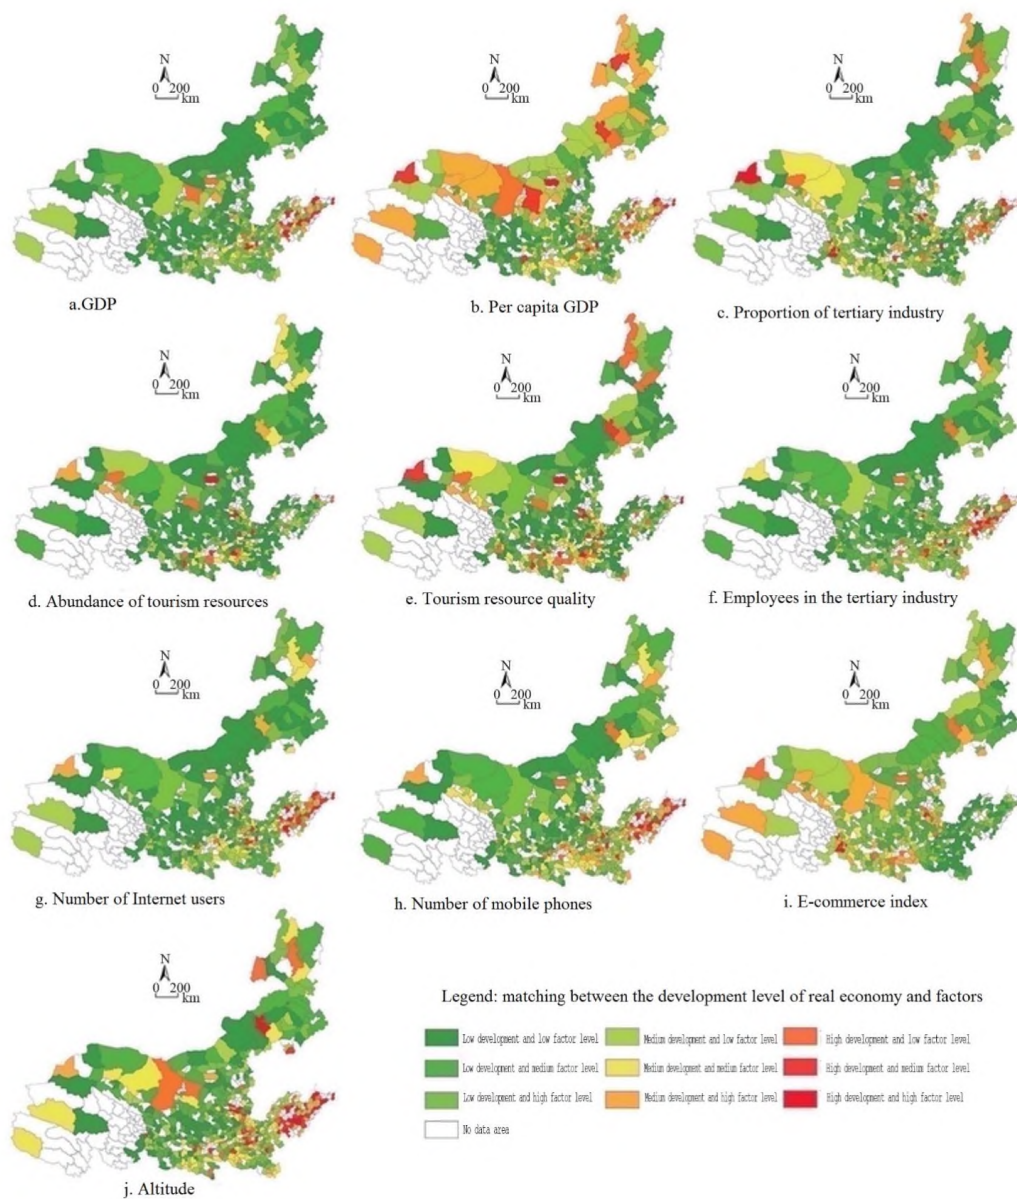 N
0 200
km
N
0 200
km
N
0 200
km
a.GDP
b. Per capita GDP
c. Proportion of tertiary industry
N
0 200
km
N
0 200
km
N
0 200
km
d. Abundance of tourism resources
e. Tourism resource quality
f. Employees in the tertiary industry
N
0 200
km
N
0 200
km
N
0 200
km
g. Number of Internet users
h. Number of mobile phones
i. E-commerce index
N
0 200
km
j. Altitude
Legend: matching between the development level of real economy and factors
Low development and low factor level
Medium development and low factor level
High development and low factor level
Low development and medium factor level
Medium development and medium factor level
High development and medium factor level
Low development and high factor level
Medium development and high factor level
High development and high factor level
No data area